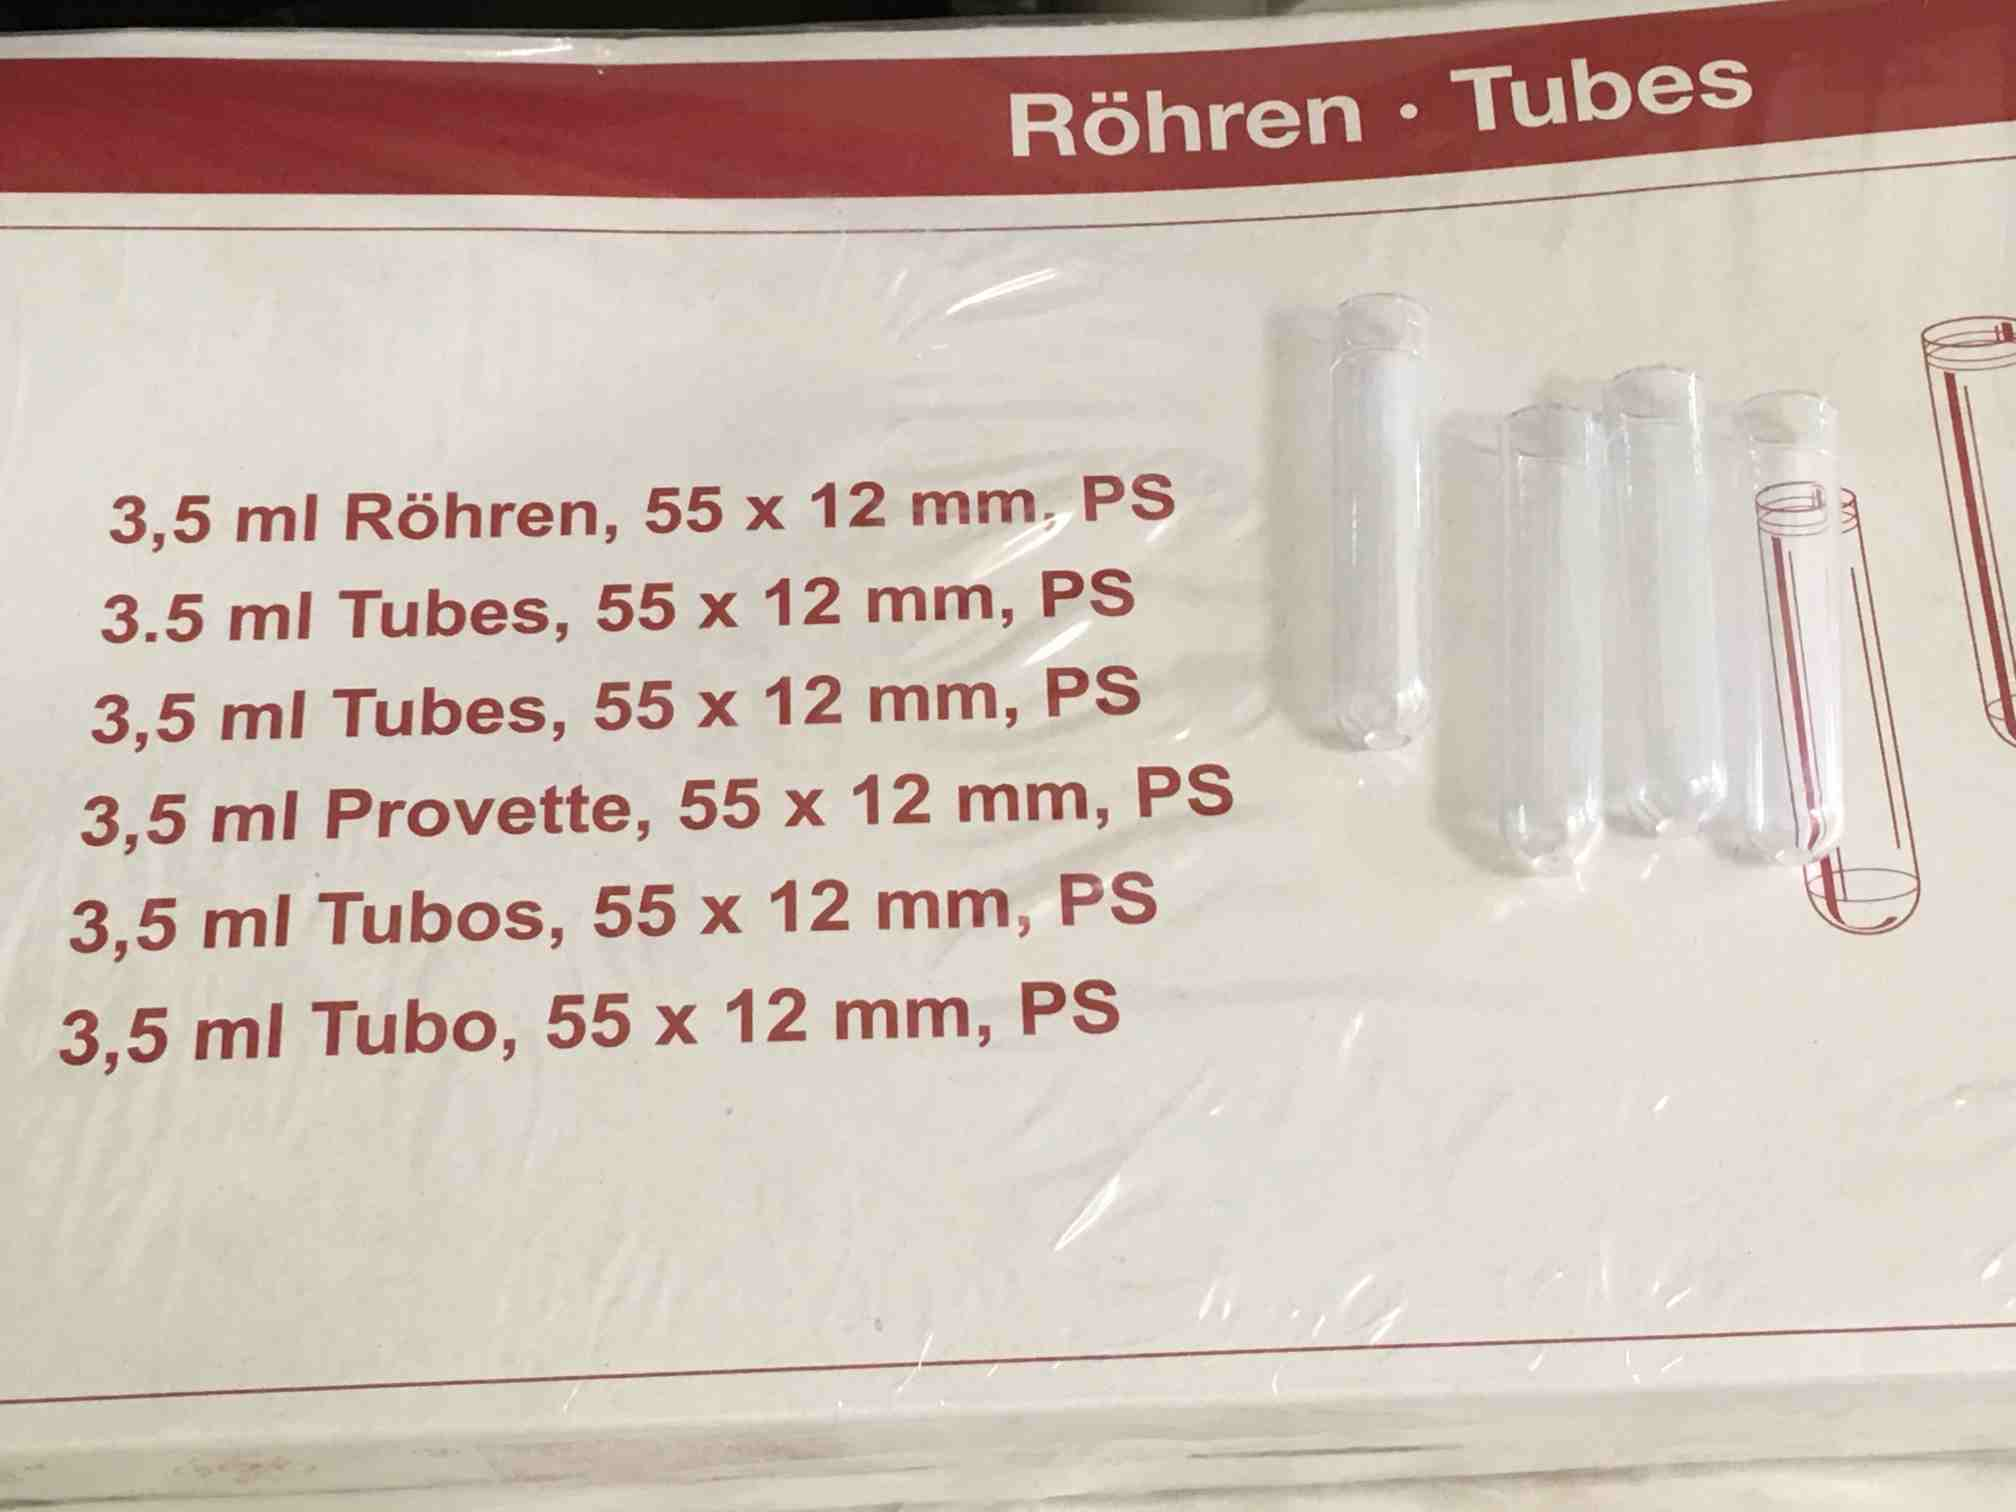 Röhren · Tubes
3,5 ml Röhren, 55 x 12 mm, PS
3.5 ml Tubes, 55 x 12 mm, PS
3,5 ml Tubes, 55 x 12 mm, PS
3,5 ml Provette, 55 x 12 mm, PS
3,5 ml Tubos, 55 x 12 mm, PS
3,5 ml Tubo, 55 x 12 mm, PS